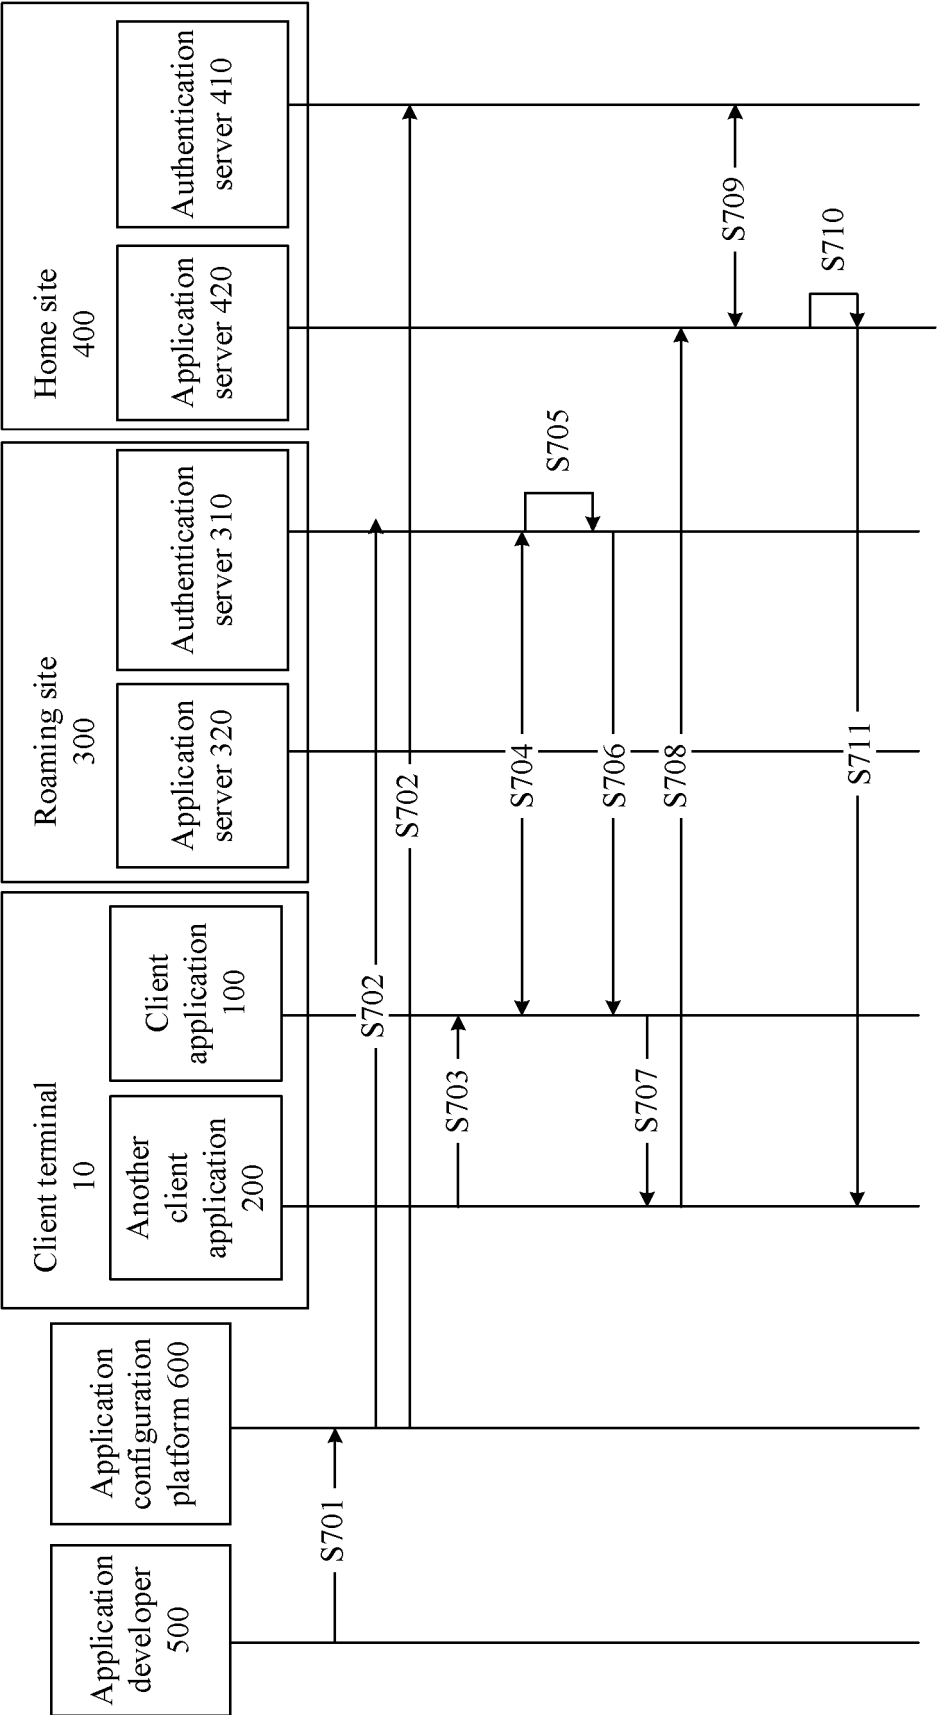 Application
developer
500
Application
configuration
platform 600
Client terminal
10
Another
client
application
200
Client
application
100
Roaming site
300
Application
server 320
Authentication
server 310
Home site
400
Application
server 420
Authentication
server 410
S701
S702
S702
S703
S704
S705
S706
S707
S708
S709
S710
S711